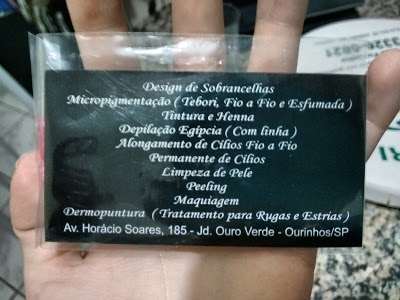 Design de Sobrancelhas
Micropigmentação ( Tebori, Fio a Fio e Esfumada )
Tintura e Henna
Depilação Egípcia ( Com linha )
Alongamento de Cílios Fio a Fio
Permanente de Cílios
Limpeza de Pele
Peeling
Maquiagem
Dermopuntura ( Tratamento para Rugas e Estrias )
Av. Horácio Soares, 185 - Jd. Ouro Verde - Ourinhos/SP